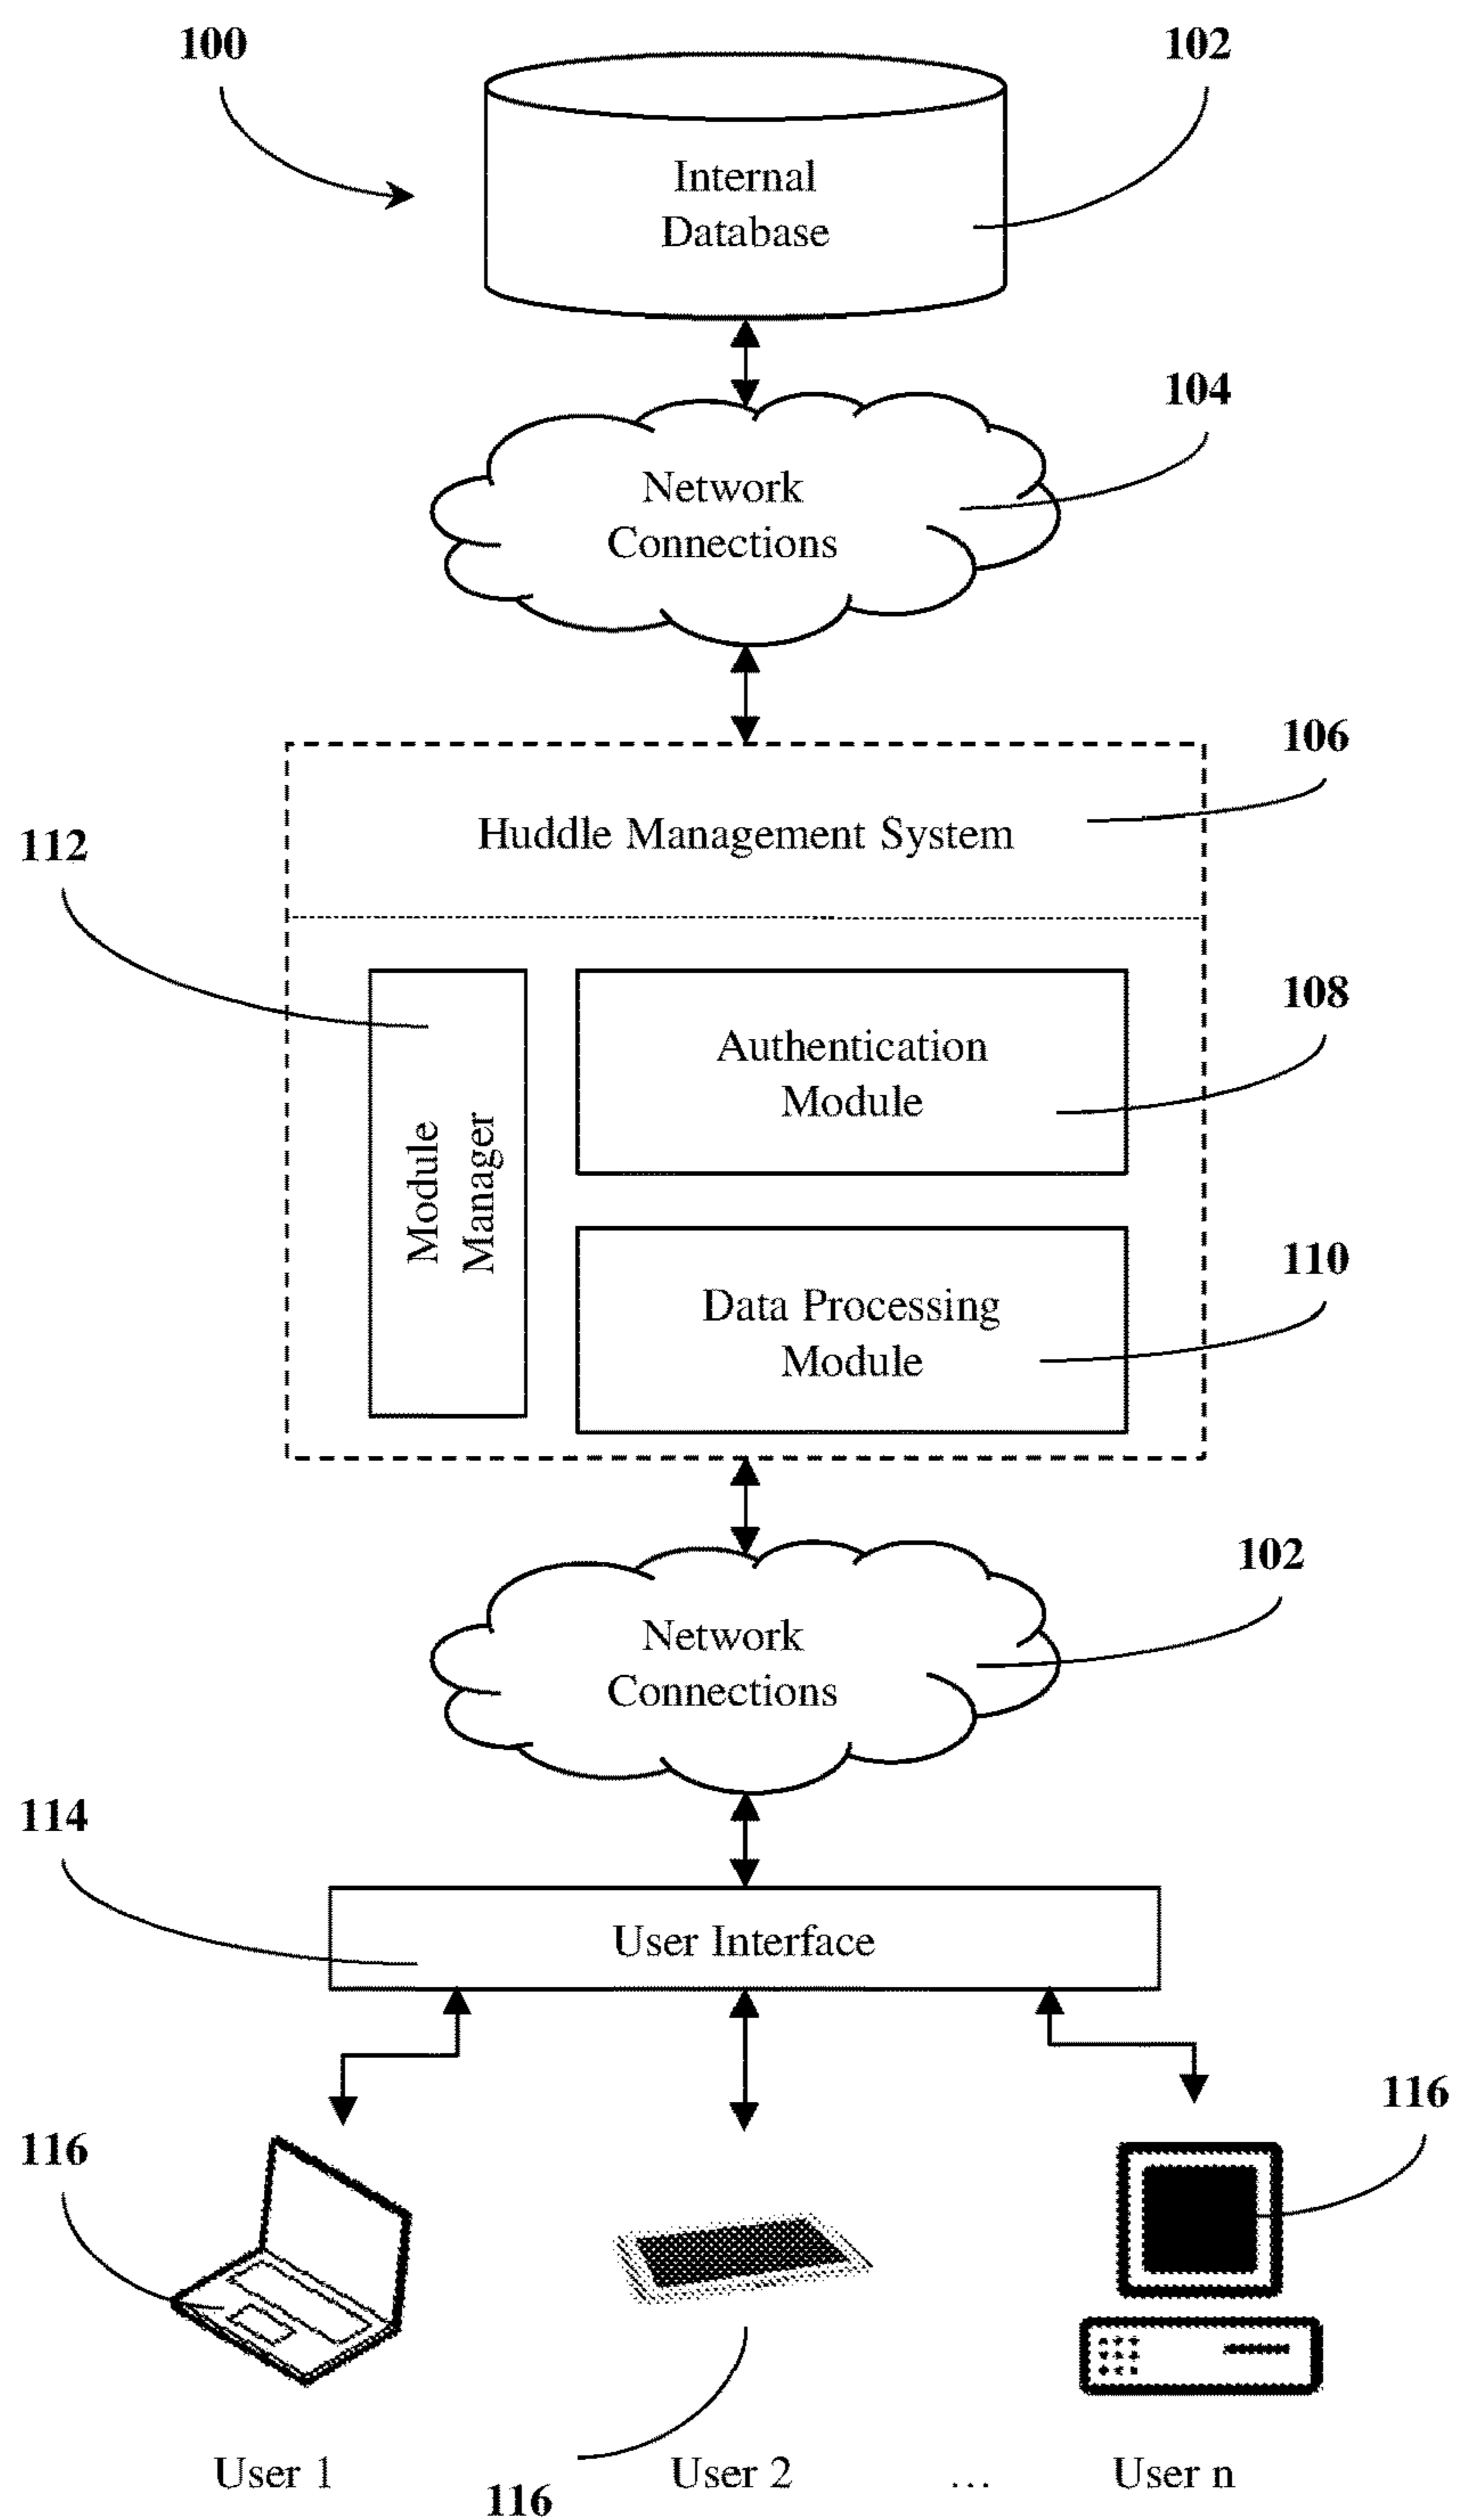 100
102
Internal
Database
104
Network
Connections
106
Huddle Management System
112
108
Authentication
Module
Module
Manager
110
Data Processing
Module
102
Network
Connections
114
User Interface
116
116
User 1
User 2
...
User n
116